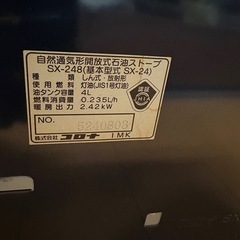 自然通気形開放式石油ストーブ
SX-248(基本型式 SX-24)
種類 しん式・放射形
使用燃料 灯油(JIS1号灯油)
油タンク容量 4L
燃料消費量 0.235L/h
暖房出力 2.42kW
NO.
株式会社コロナ IMK